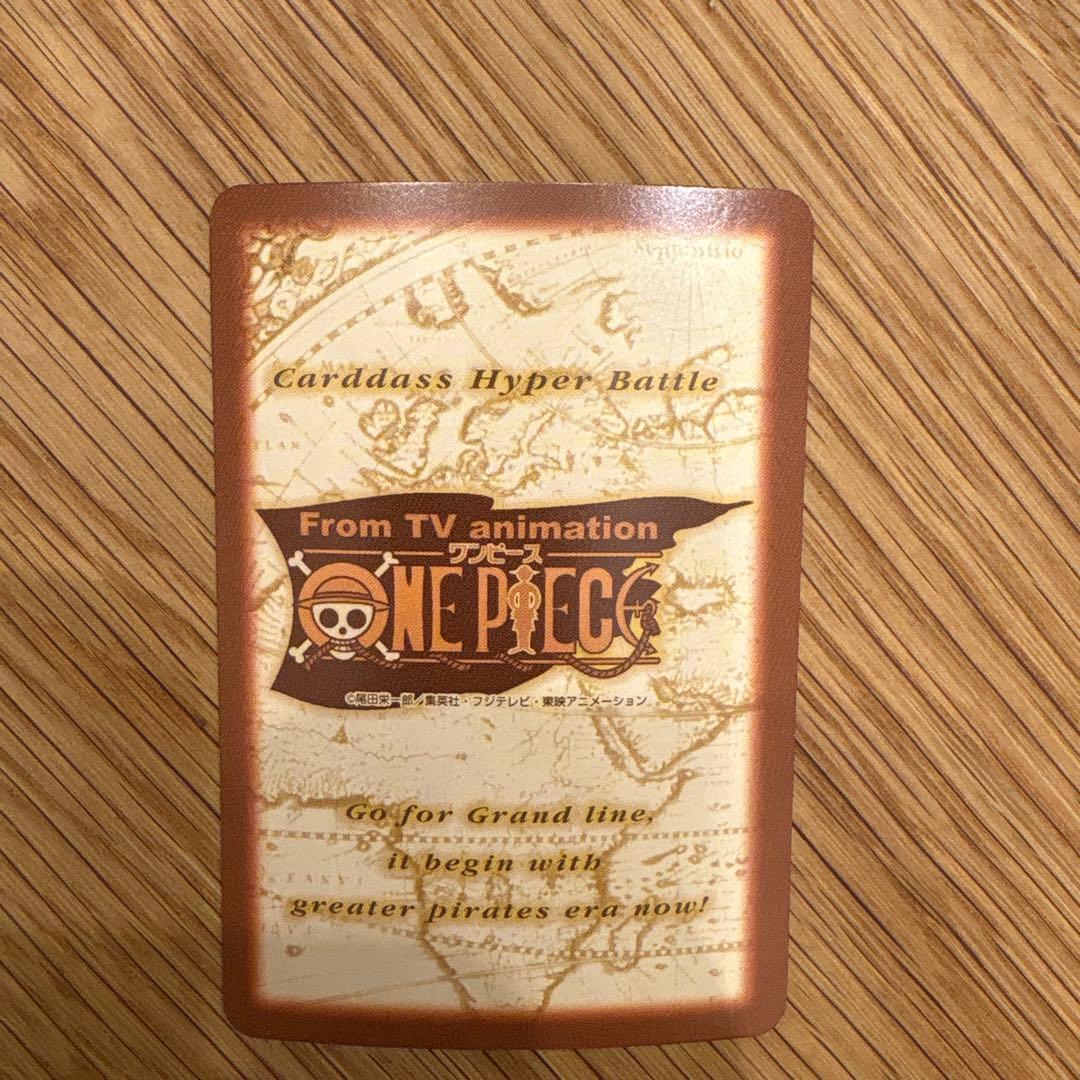 Carddass Hyper Battle
From TV animation
ワンピース
ONE PIECE
©尾田栄一郎／集英社・フジテレビ・東映アニメーション
Go for Grand line,
it begin with
greater pirates era now!